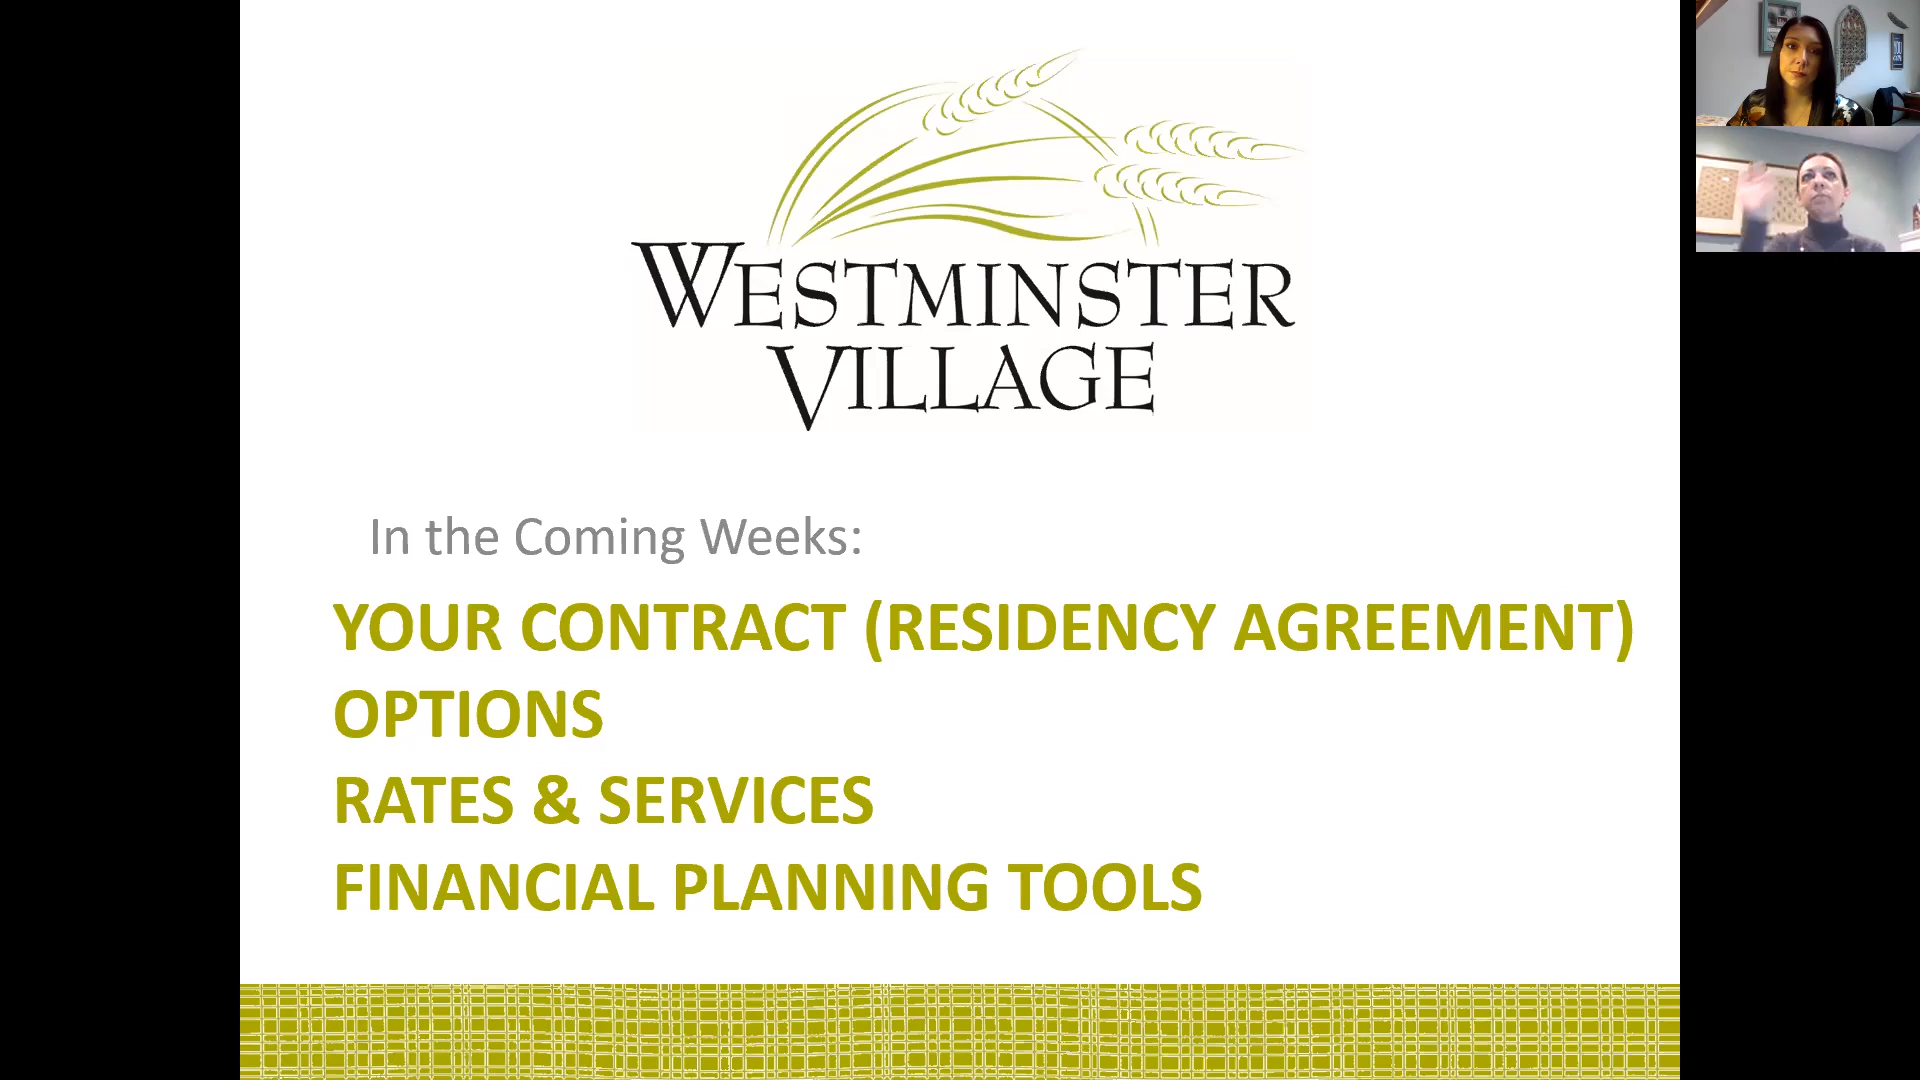 WESTMINSTER
VILLAGE
In the Coming Weeks:
YOUR CONTRACT (RESIDENCY AGREEMENT)
OPTIONS
RATES & SERVICES
FINANCIAL PLANNING TOOLS